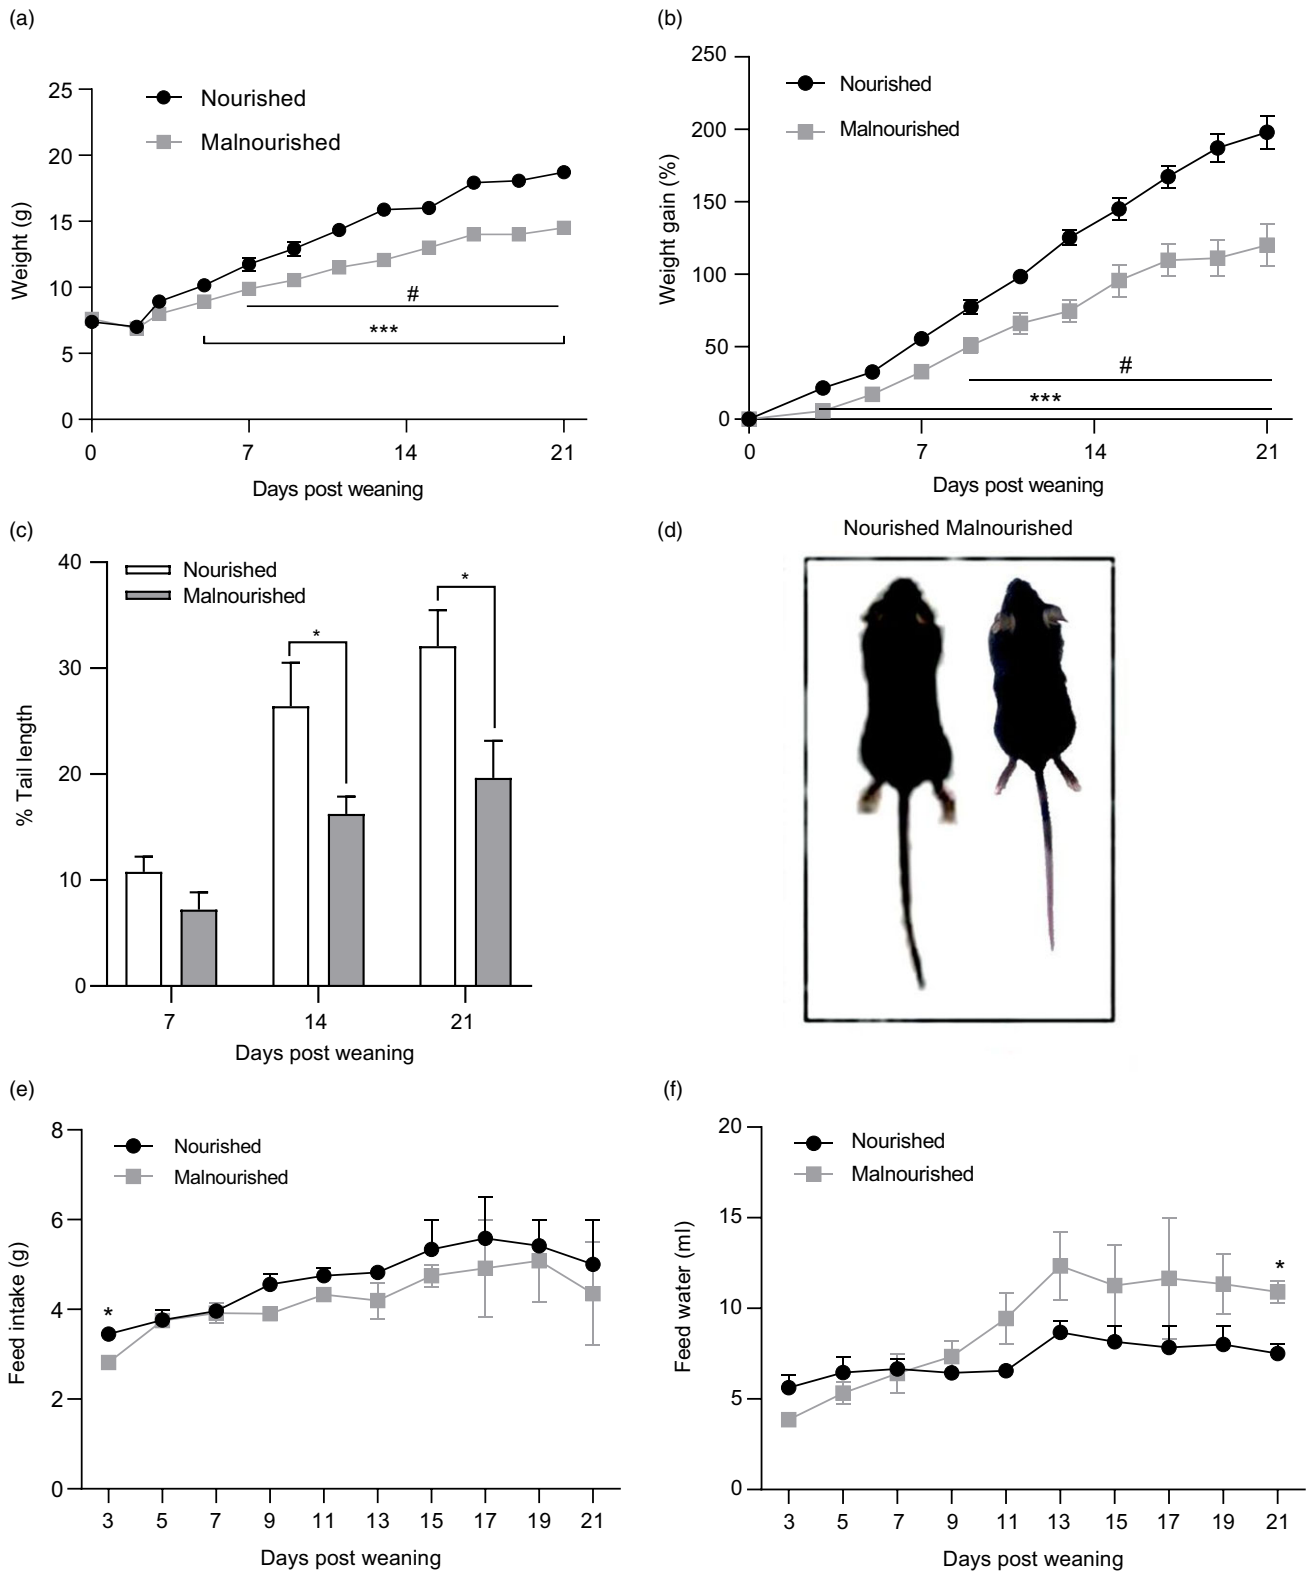 (a)
25
20
15
10
5
0
Weight (g)
Nourished
Malnourished
#
***
0 7 14 21
Days post weaning
(b)
250
200
150
100
50
0
Weight gain (%)
Nourished
Malnourished
#
***
0 7 14 21
Days post weaning
(c)
40
30
20
10
0
% Tail length
Nourished
Malnourished
*
*
7 14 21
Days post weaning
(d)
Nourished Malnourished
(e)
8
6
4
2
0
Feed intake (g)
Nourished
Malnourished
*
3 5 7 9 11 13 15 17 19 21
Days post weaning
(f)
20
15
10
5
0
Feed water (ml)
Nourished
Malnourished
*
3 5 7 9 11 13 15 17 19 21
Days post weaning